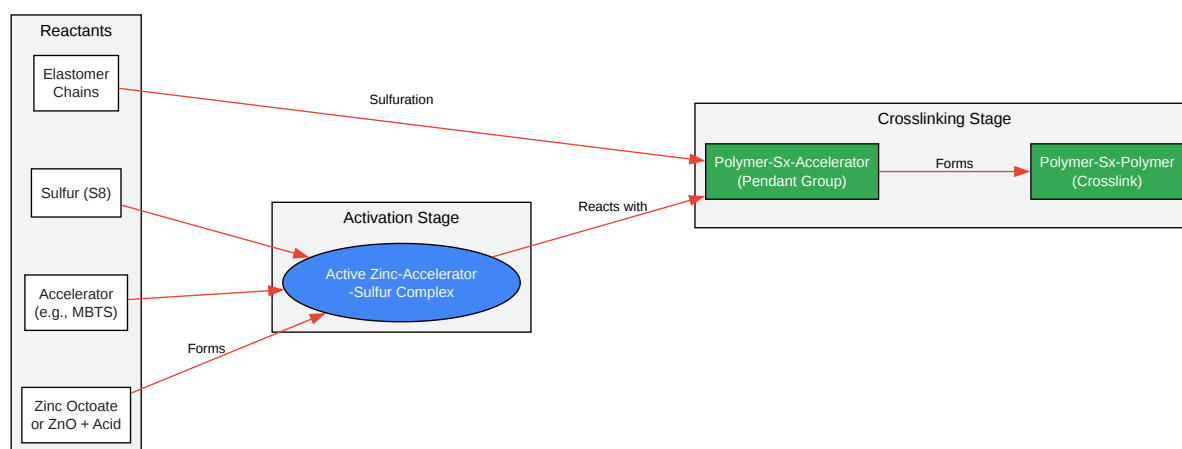 Reactants
Elastomer
Chains
Sulfur (S8)
Accelerator
(e.g., MBTS)
Zinc Octoate
or ZnO + Acid
Sulfuration
Forms
Activation Stage
Active Zinc-Accelerator
-Sulfur Complex
Reacts with
Crosslinking Stage
Polymer-Sx-Accelerator
(Pendant Group)
Forms
Polymer-Sx-Polymer
(Crosslink)